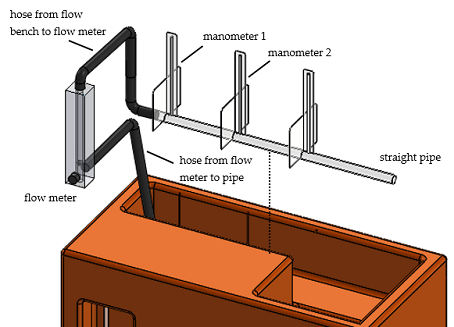 hose from flow
bench to flow meter
manometer 1
manometer 2
straight pipe
hose from flow
meter to pipe
flow meter